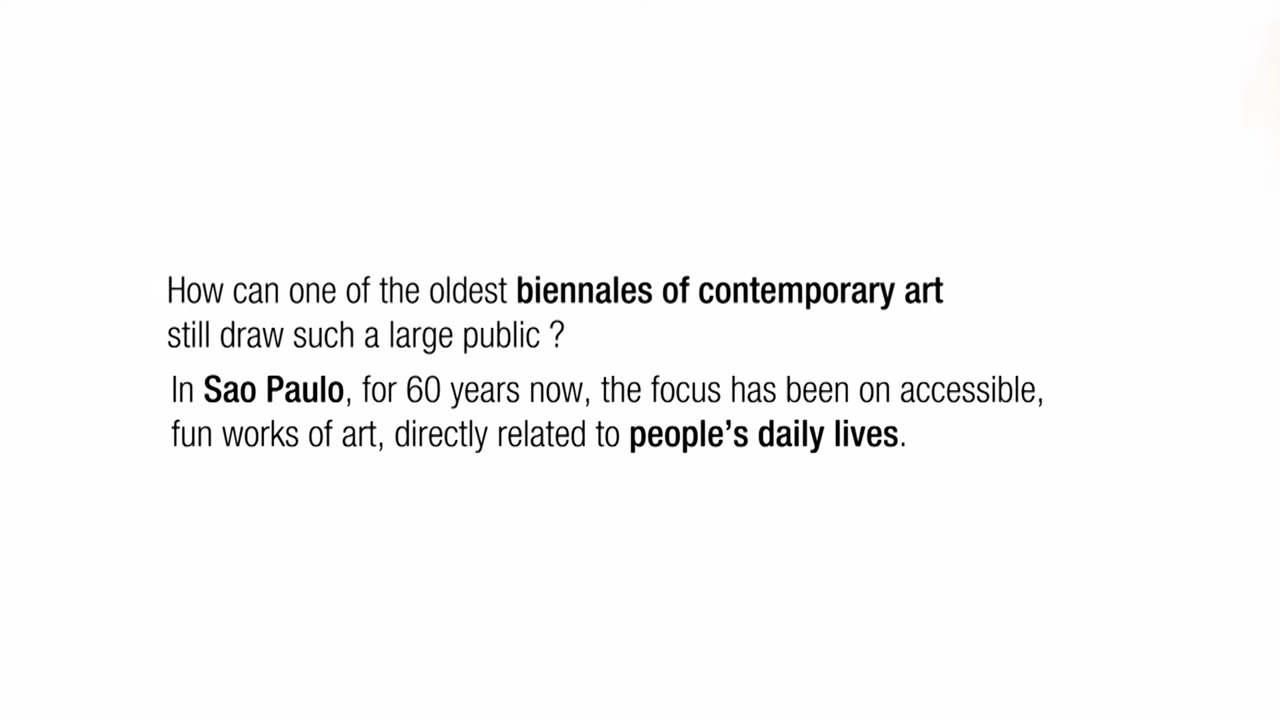 How can one of the oldest biennales of contemporary art
still draw such a large public ?
In Sao Paulo, for 60 years now, the focus has been on accessible,
fun works of art, directly related to people's daily lives.